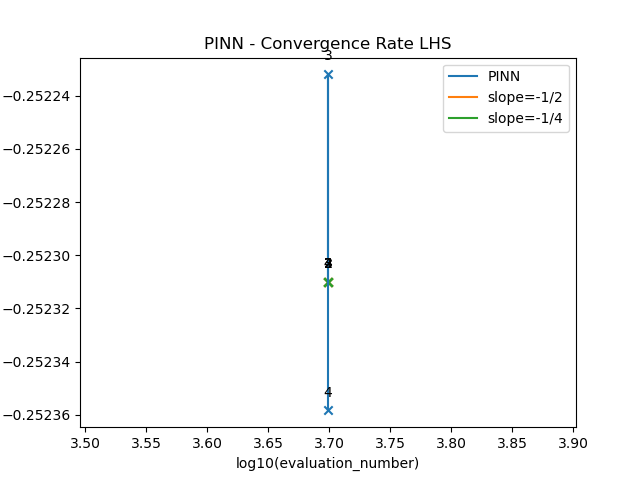 PINN - Convergence Rate LHS
3
PINN
slope=-1/2
slope=-1/4
−0.25224
−0.25226
−0.25228
−0.25230
−0.25232
−0.25234
4
−0.25236
3.50 3.55 3.60 3.65 3.70 3.75 3.80 3.85 3.90
log10(evaluation_number)